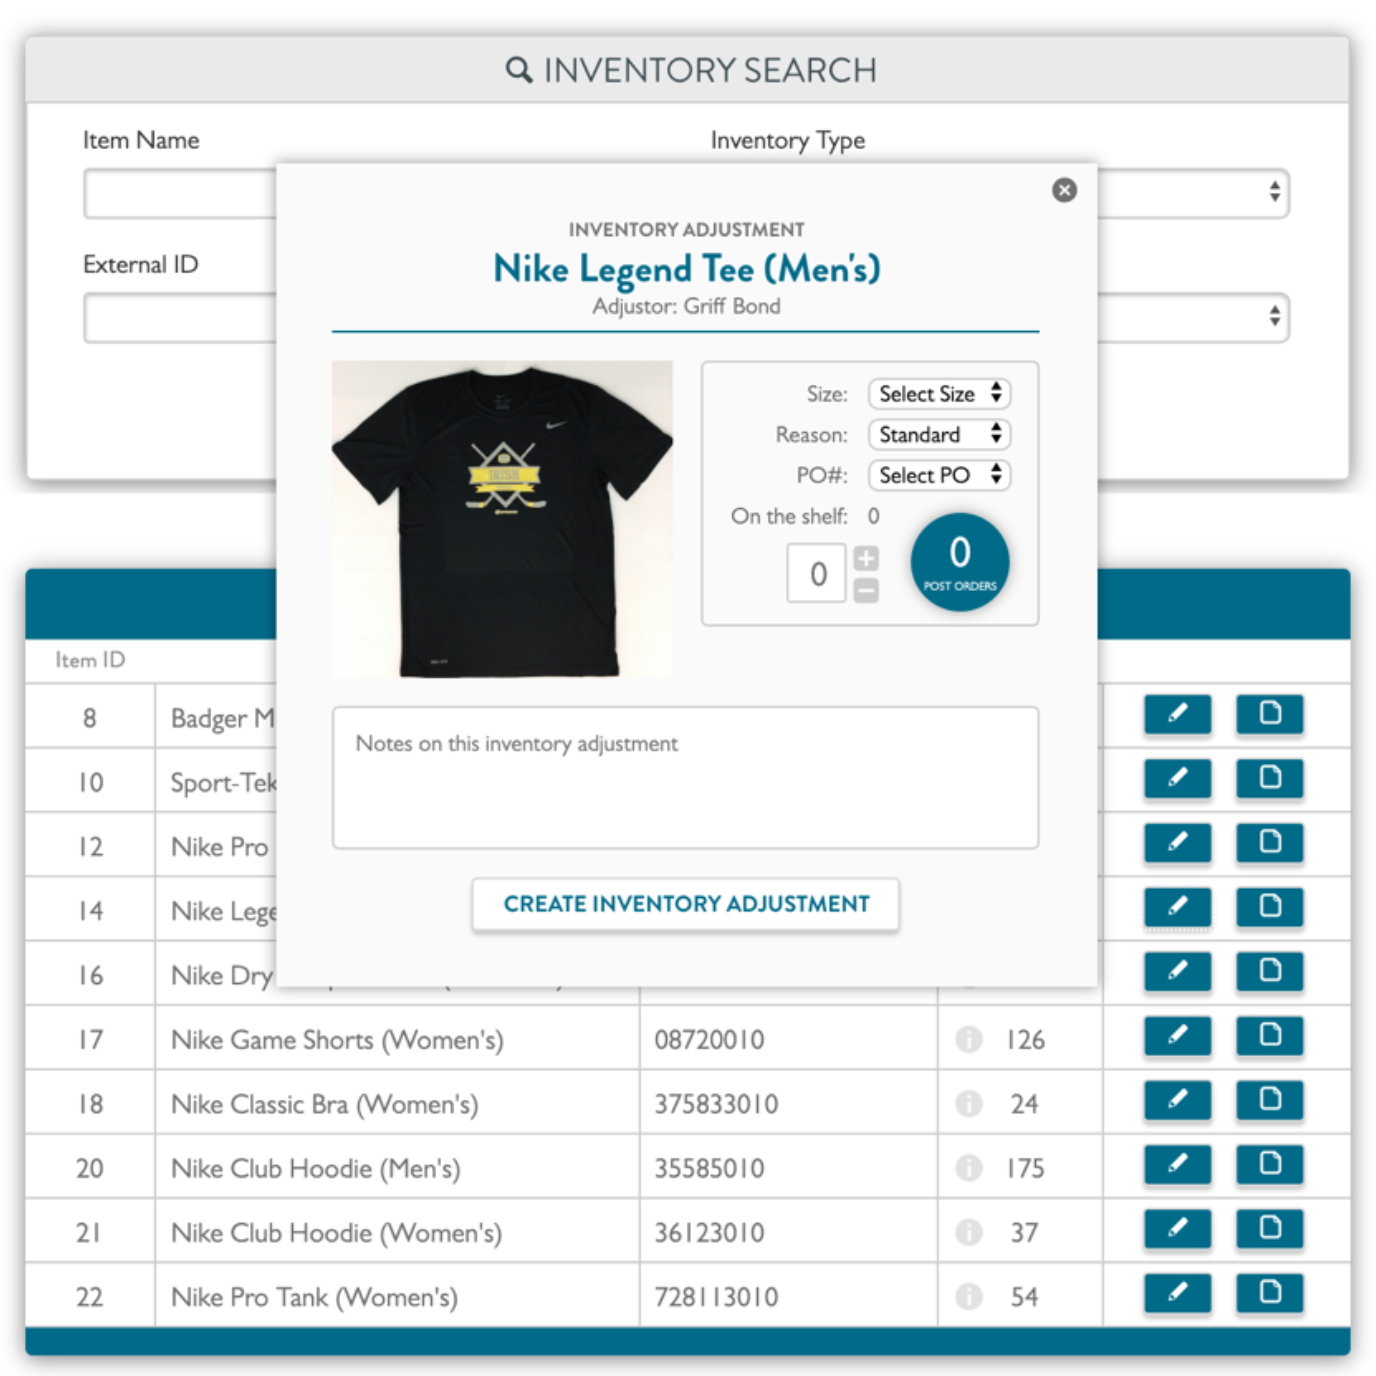 INVENTORY SEARCH
Item Name
Inventory Type
External ID
INVENTORY ADJUSTMENT
Nike Legend Tee (Men's)
Adjustor: Griff Bond
IRISH
Size: Select Size
Reason: Standard
PO#: Select PO
On the shelf: 0
0
0
POST ORDERS
Notes on this inventory adjustment
CREATE INVENTORY ADJUSTMENT
Item ID
8 Badger M
10 Sport-Tek
12 Nike Pro
14 Nike Lege
16 Nike Dry
17 Nike Game Shorts (Women's) 08720010 126
18 Nike Classic Bra (Women's) 375833010 24
20 Nike Club Hoodie (Men's) 35585010 175
21 Nike Club Hoodie (Women's) 36123010 37
22 Nike Pro Tank (Women's) 728113010 54